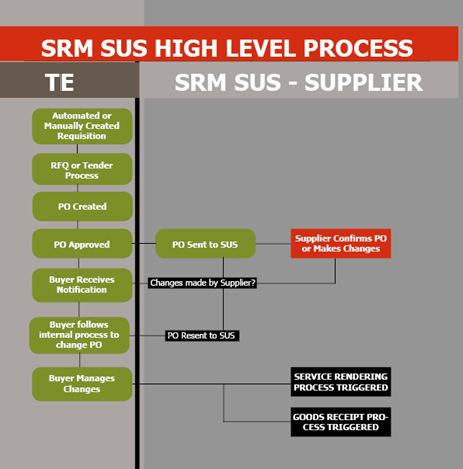 SRM SUS HIGH LEVEL PROCESS
TE
SRM SUS - SUPPLIER
Automated or
Manually Created
Requisition
RFQ or Tender
Process
PO Created
PO Approved
PO Sent to SUS
Supplier Confirms PO
or Makes Changes
Buyer Receives
Notification
Changes made by Supplier?
Buyer follows
internal process to
change PO
PO Resent to SUS
Buyer Manages
Changes
SERVICE RENDERING
PROCESS TRIGGERED
GOODS RECEIPT PRO-
CESS TRIGGERED